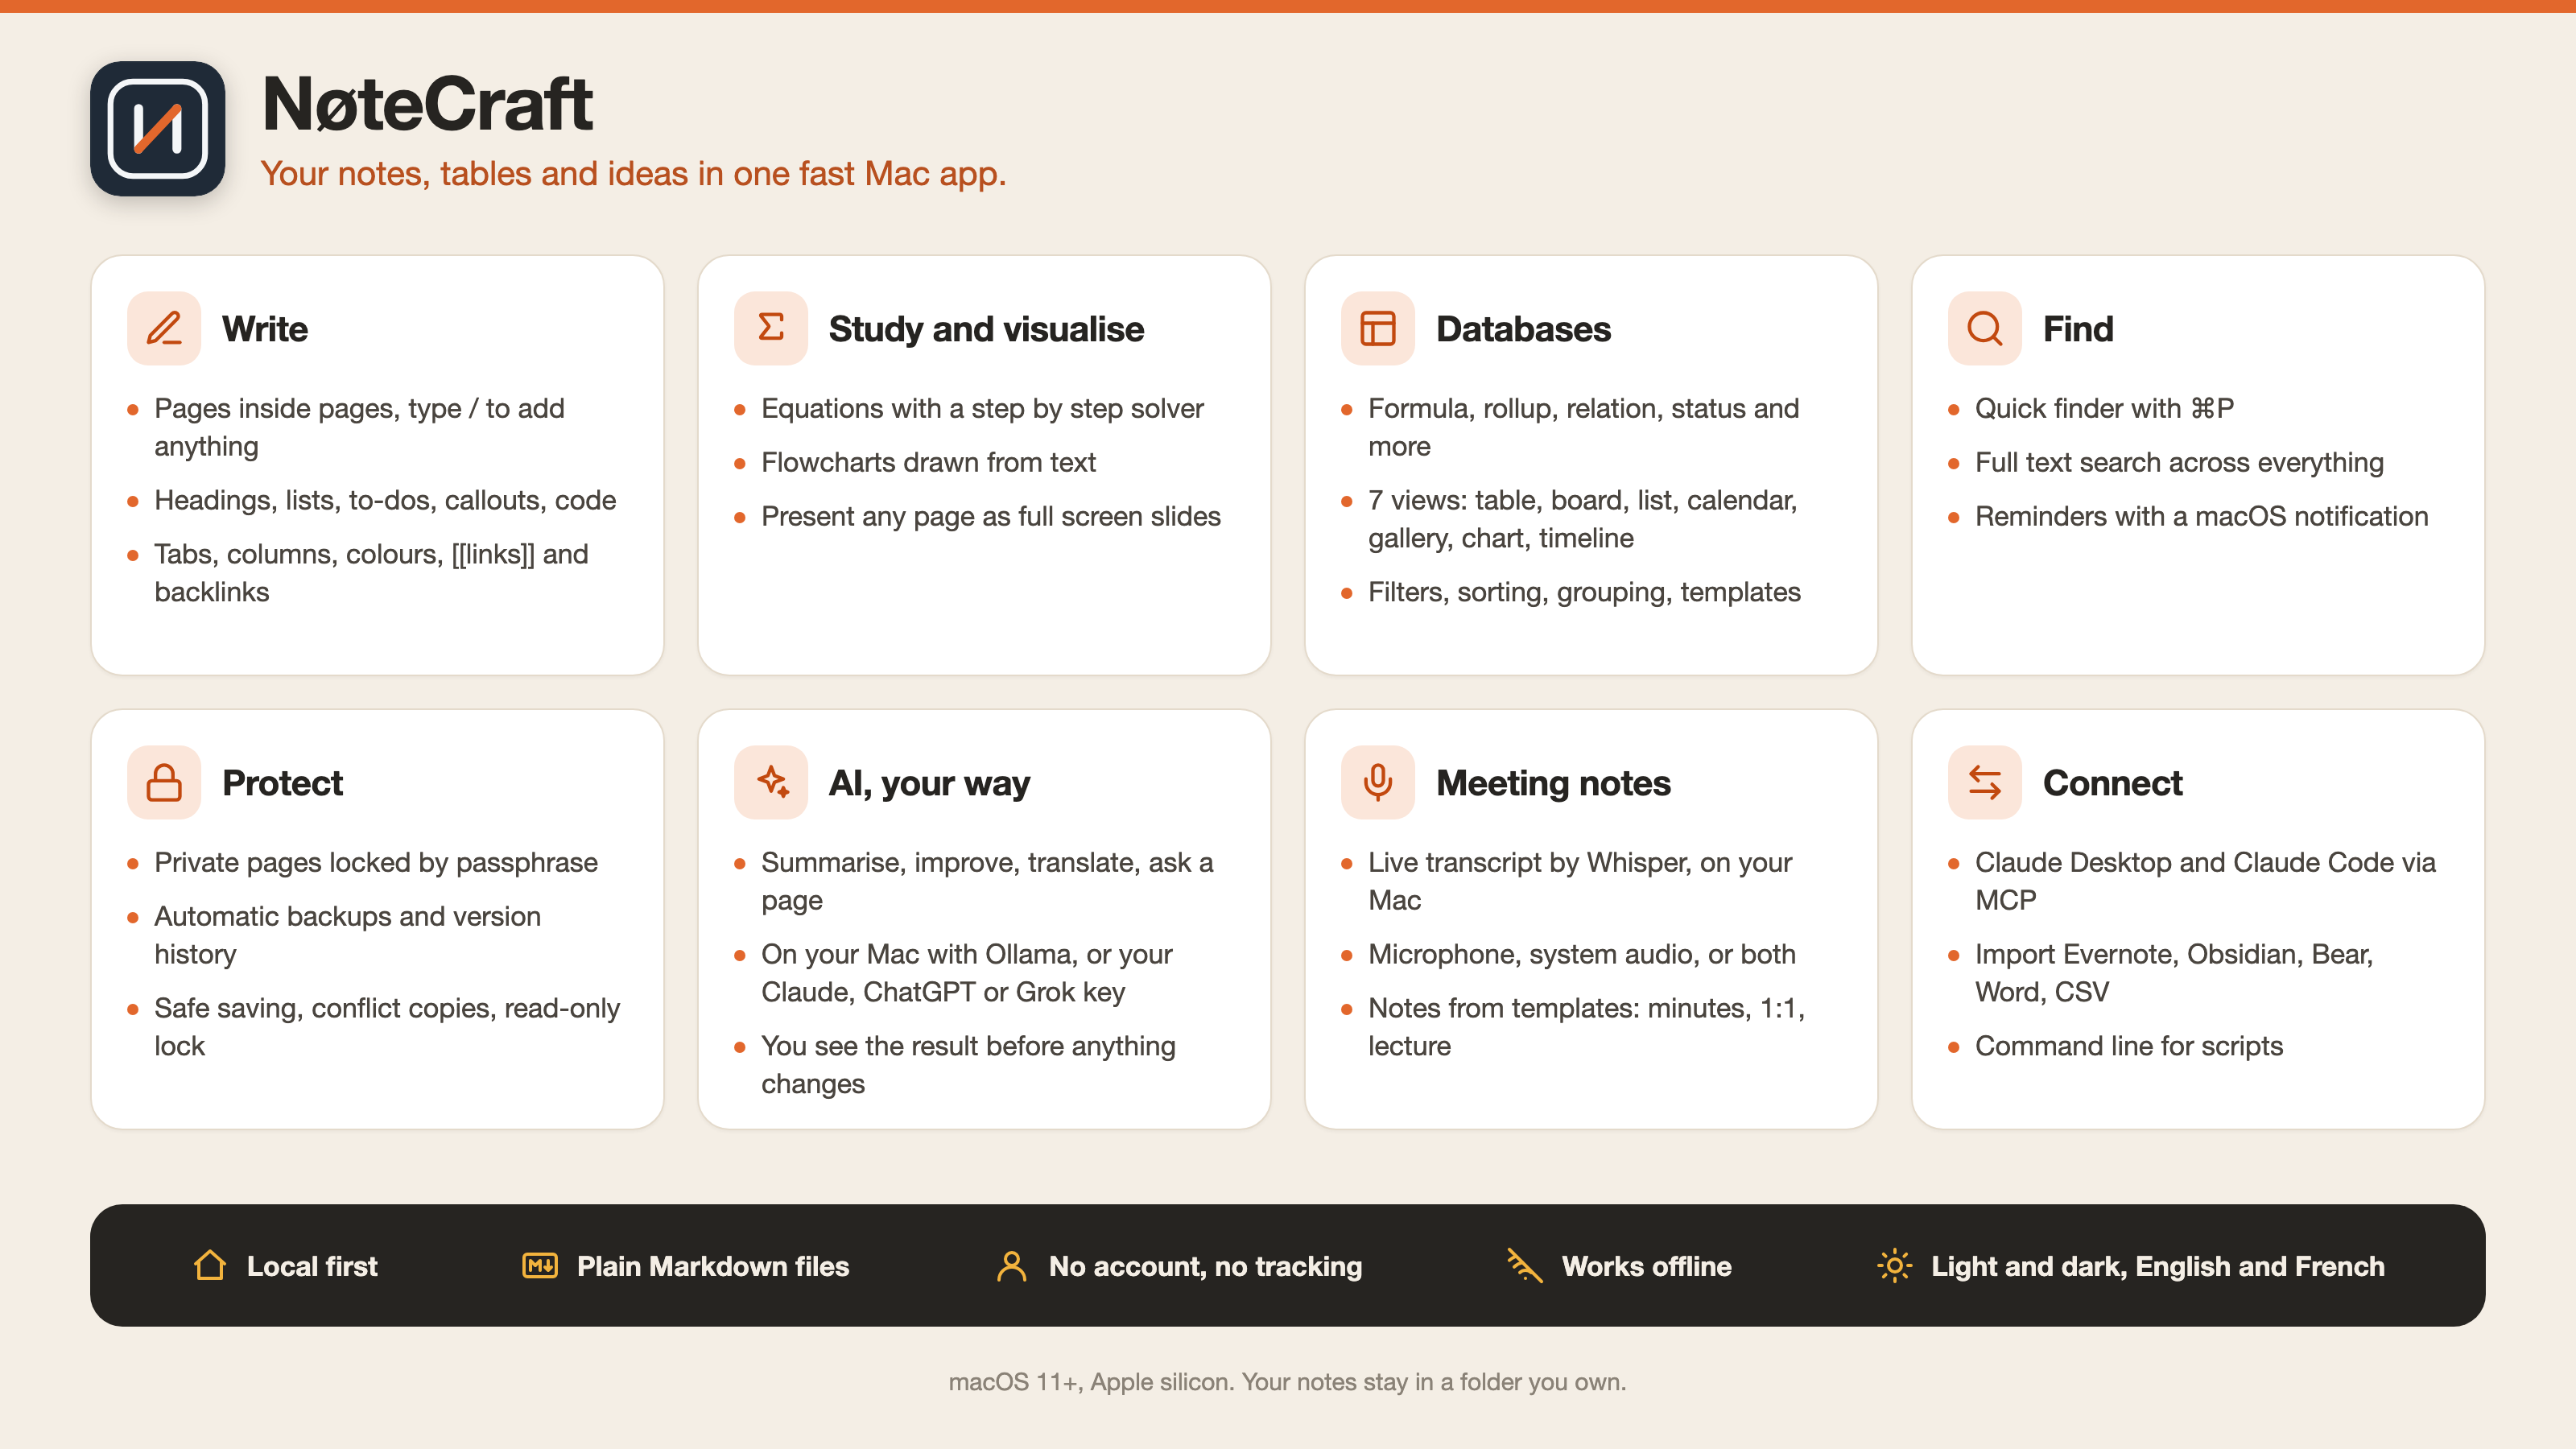 NøteCraft
Your notes, tables and ideas in one fast Mac app.
Write
Pages inside pages, type / to add
anything
Headings, lists, to-dos, callouts, code
Tabs, columns, colours, [[links]] and
backlinks
Study and visualise
Equations with a step by step solver
Flowcharts drawn from text
Present any page as full screen slides
Databases
Formula, rollup, relation, status and
more
7 views: table, board, list, calendar,
gallery, chart, timeline
Filters, sorting, grouping, templates
Find
Quick finder with ⌘P
Full text search across everything
Reminders with a macOS notification
Protect
Private pages locked by passphrase
Automatic backups and version
history
Safe saving, conflict copies, read-only
lock
AI, your way
Summarise, improve, translate, ask a
page
On your Mac with Ollama, or your
Claude, ChatGPT or Grok key
You see the result before anything
changes
Meeting notes
Live transcript by Whisper, on your
Mac
Microphone, system audio, or both
Notes from templates: minutes, 1:1,
lecture
Connect
Claude Desktop and Claude Code via
MCP
Import Evernote, Obsidian, Bear,
Word, CSV
Command line for scripts
Local first
Plain Markdown files
No account, no tracking
Works offline
Light and dark, English and French
macOS 11+, Apple silicon. Your notes stay in a folder you own.